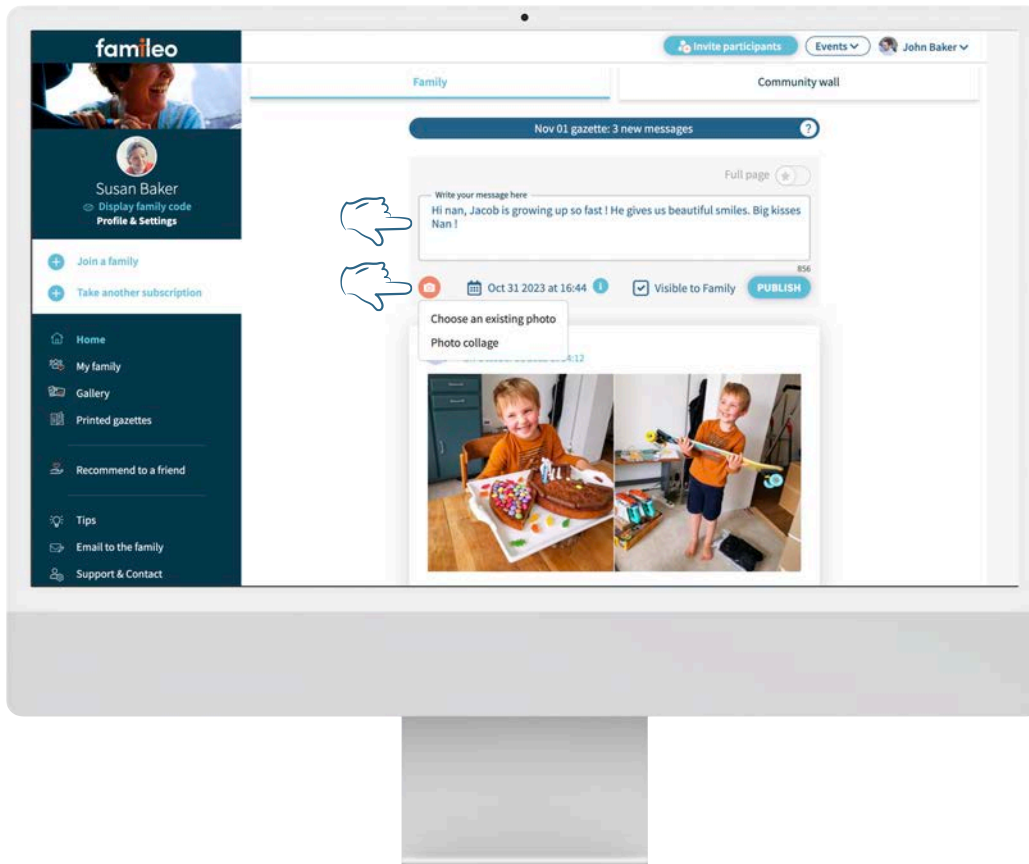 famileo
Invite participants
Events
John Baker
Family
Community wall
Nov 01 gazette: 3 new messages
?
Susan Baker
Display family code
Profile & Settings
Join a family
Take another subscription
Home
My family
Gallery
Printed gazettes
Recommend to a friend
Tips
Email to the family
Support & Contact
Full page
Write your message here
Hi nan, Jacob is growing up so fast ! He gives us beautiful smiles. Big kisses
Nan !
856
Oct 31 2023 at 16:44
Visible to Family
PUBLISH
Choose an existing photo
Photo collage